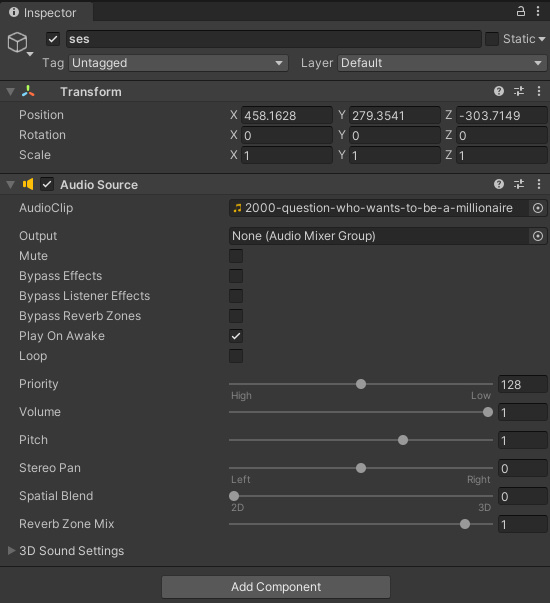 Inspector
ses Static
Tag Untagged Layer Default
Transform
Position X 458.1628 Y 279.3541 Z -303.7149
Rotation X 0 Y 0 Z 0
Scale X 1 Y 1 Z 1
Audio Source
AudioClip 2000-question-who-wants-to-be-a-millionaire
Output None (Audio Mixer Group)
Mute
Bypass Effects
Bypass Listener Effects
Bypass Reverb Zones
Play On Awake
Loop
Priority 128
High Low
Volume 1
Pitch 1
Stereo Pan 0
Left Right
Spatial Blend 0
2D 3D
Reverb Zone Mix 1
3D Sound Settings
Add Component